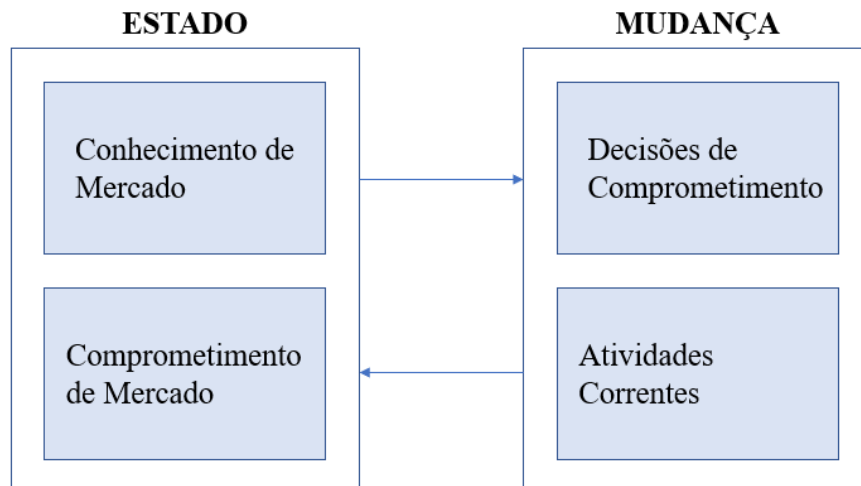 ESTADO
Conhecimento de
Mercado
Comprometimento
de Mercado
MUDANÇA
Decisões de
Comprometimento
Atividades
Correntes